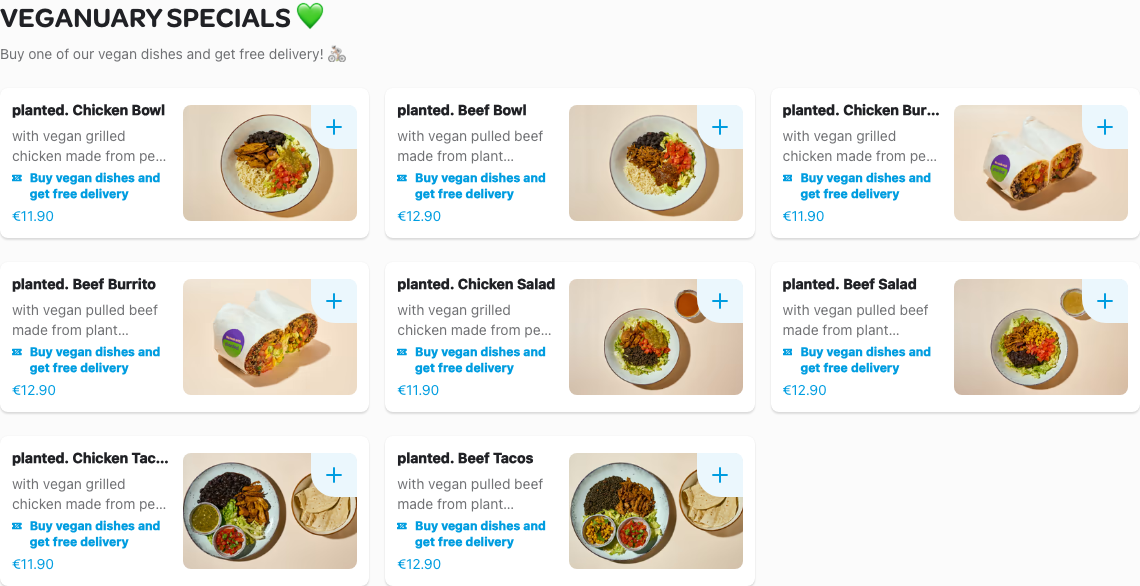 VEGANUARY SPECIALS 💚
Buy one of our vegan dishes and get free delivery! 🚲
planted. Chicken Bowl
with vegan grilled
chicken made from pe...
Buy vegan dishes and
get free delivery
€11.90
planted. Beef Bowl
with vegan pulled beef
made from plant...
Buy vegan dishes and
get free delivery
€12.90
planted. Chicken Bur...
with vegan grilled
chicken made from pe...
Buy vegan dishes and
get free delivery
€11.90
planted. Beef Burrito
with vegan pulled beef
made from plant...
Buy vegan dishes and
get free delivery
€12.90
planted. Chicken Salad
with vegan grilled
chicken made from pe...
Buy vegan dishes and
get free delivery
€11.90
planted. Beef Salad
with vegan pulled beef
made from plant...
Buy vegan dishes and
get free delivery
€12.90
planted. Chicken Tac...
with vegan grilled
chicken made from pe...
Buy vegan dishes and
get free delivery
€11.90
planted. Beef Tacos
with vegan pulled beef
made from plant...
Buy vegan dishes and
get free delivery
€12.90